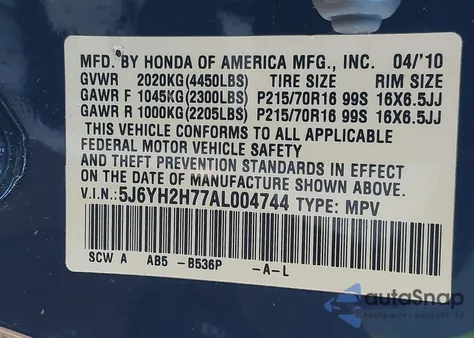 MFD. BY HONDA OF AMERICA MFG., INC. 04/'10
GVWR 2020KG(4450LBS) TIRE SIZE RIM SIZE
GAWR F 1045KG(2300LBS) P215/70R16 99S 16X6.5JJ
GAWR R 1000KG(2205LBS) P215/70R16 99S 16X6.5JJ
THIS VEHICLE CONFORMS TO ALL APPLICABLE
FEDERAL MOTOR VEHICLE SAFETY
AND THEFT PREVENTION STANDARDS IN EFFECT
ON THE DATE OF MANUFACTURE SHOWN ABOVE.
V.I.N.:5J6YH2H77AL004744 TYPE: MPV
SCW A AB5 -B536P -A-L
autoSnap